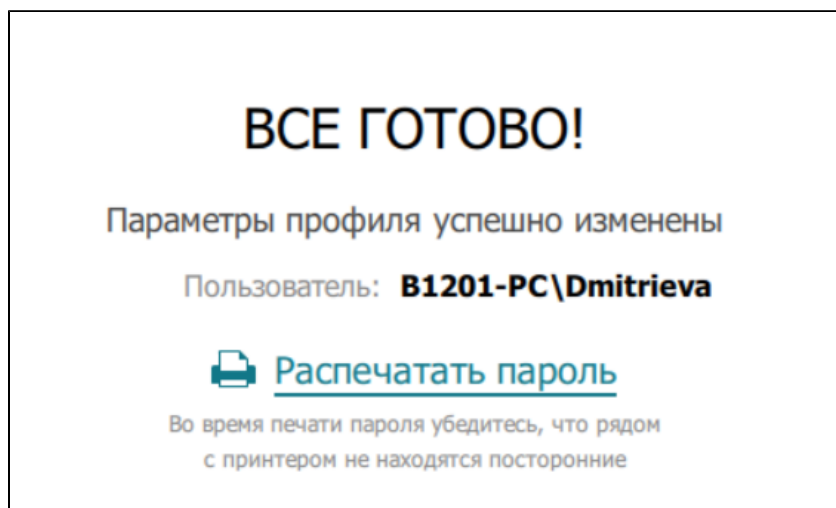 ВСЕ ГОТОВО!
Параметры профиля успешно изменены
Пользователь: B1201-PC\Dmitrieva
Распечатать пароль
Во время печати пароля убедитесь, что рядом
с принтером не находятся посторонние